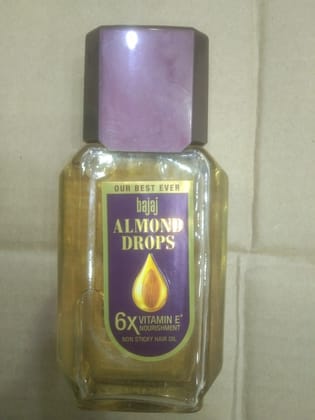 OUR BEST EVER
bajaj
ALMOND
DROPS
6X VITAMIN E*
NOURISHMENT
NON STICKY HAIR OIL